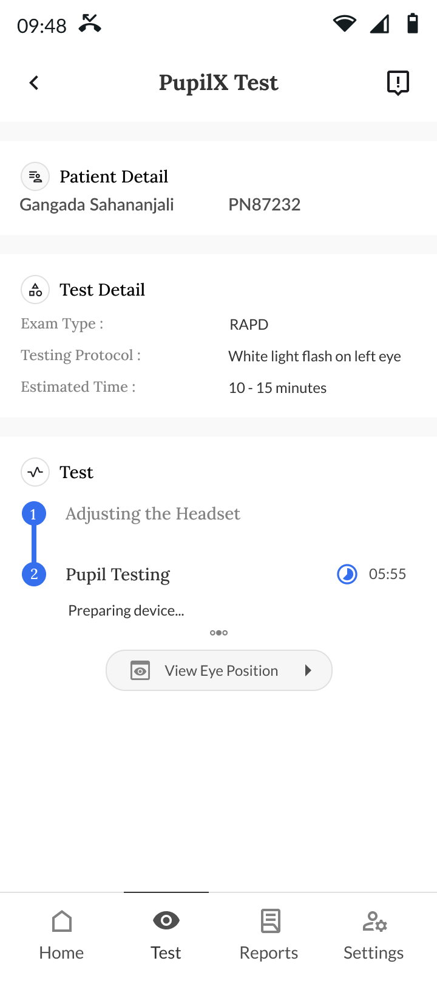 09:48
PupilX Test
Patient Detail
Gangada Sahananjali PN87232
Test Detail
Exam Type : RAPD
Testing Protocol : White light flash on left eye
Estimated Time : 10 - 15 minutes
Test
1 Adjusting the Headset
2 Pupil Testing 05:55
Preparing device...
View Eye Position
Home Test Reports Settings